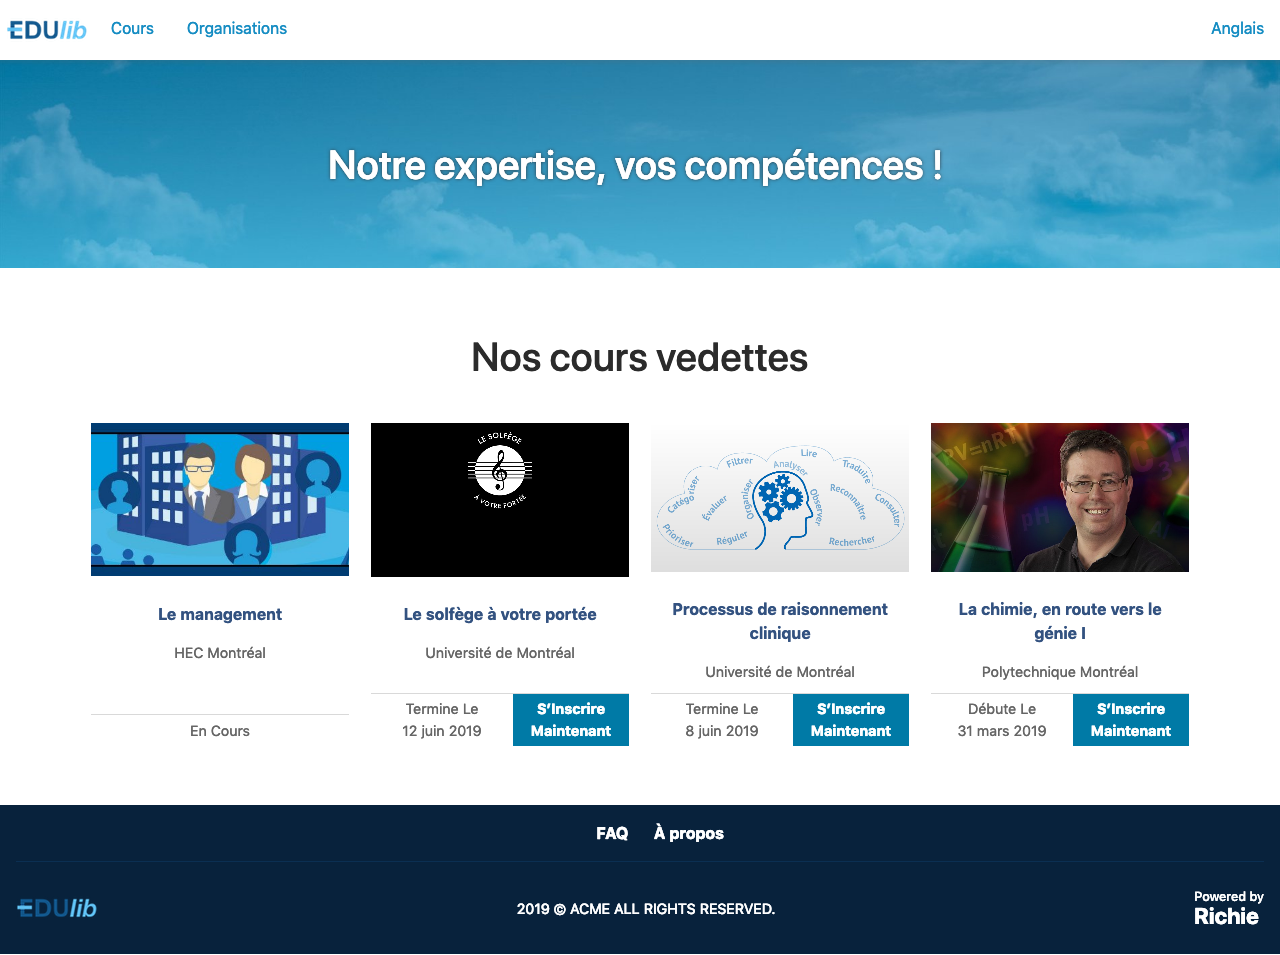 EDUlib
Cours
Organisations
Anglais
Notre expertise, vos compétences !
Nos cours vedettes
Le management
HEC Montréal
En Cours
LE SOLFÈGE
À VOTRE PORTÉE
Le solfège à votre portée
Université de Montréal
Termine Le
12 juin 2019
S'Inscrire
Maintenant
Filtrer
Lire
Analyser
Traduire
Catégoriser
Évaluer
Organiser
Observer
Reconnaître
Consulter
Prioriser
Réguler
Rechercher
Processus de raisonnement
clinique
Université de Montréal
Termine Le
8 juin 2019
S'Inscrire
Maintenant
PV=nRT
pH
La chimie, en route vers le
génie I
Polytechnique Montréal
Débute Le
31 mars 2019
S'Inscrire
Maintenant
FAQ
À propos
EDUlib
2019 © ACME ALL RIGHTS RESERVED.
Powered by
Richie